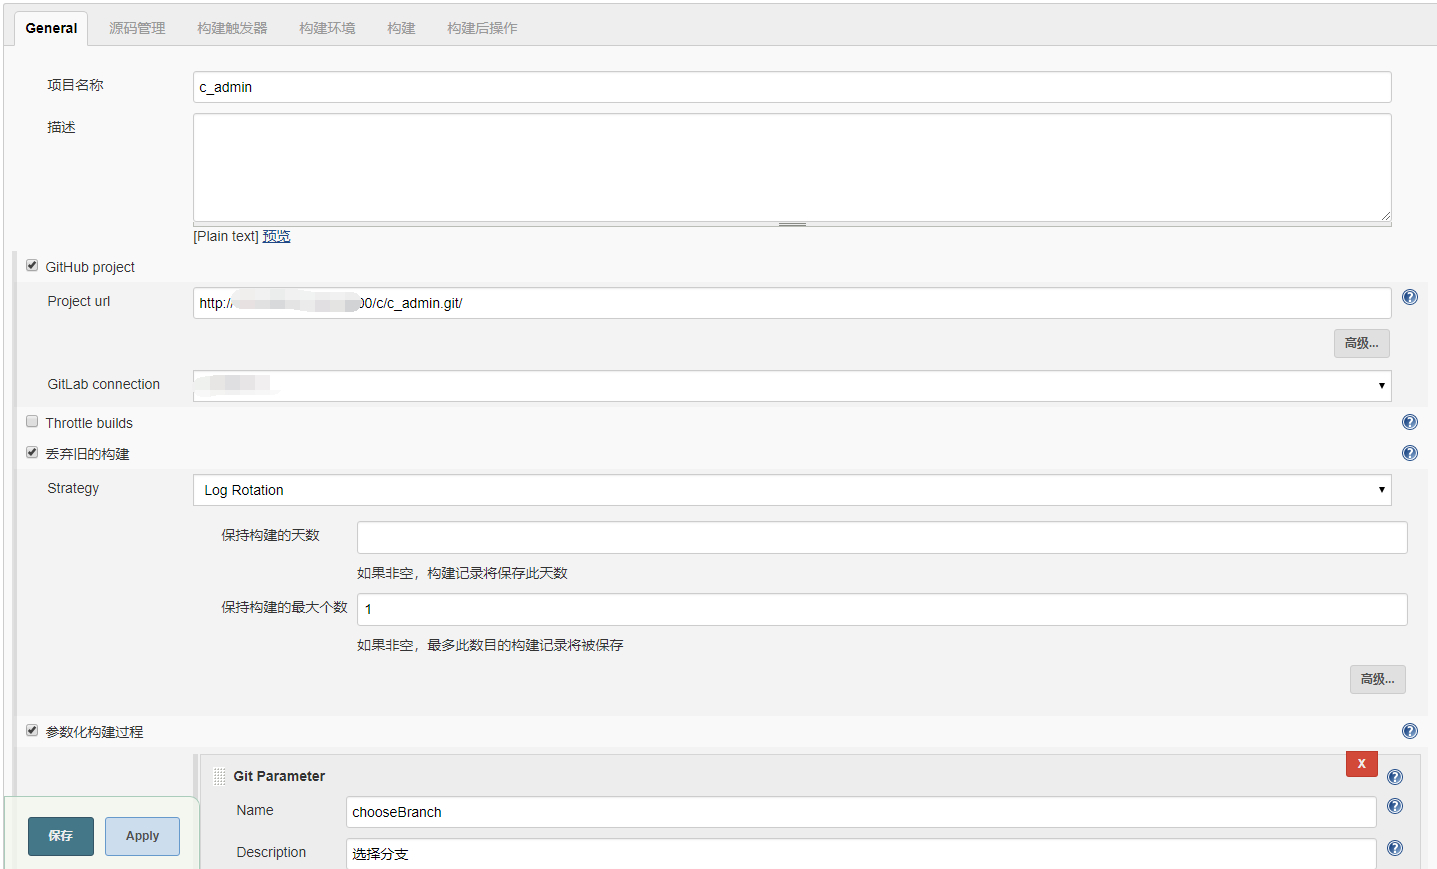 General 源码管理 构建触发器 构建环境 构建 构建后操作
项目名称 c_admin
描述
[Plain text] 预览
GitHub project
Project url http:/ 00/c/c_admin.git/
高级...
GitLab connection
Throttle builds
丢弃旧的构建
Strategy Log Rotation
保持构建的天数
如果非空，构建记录将保存此天数
保持构建的最大个数 1
如果非空，最多此数目的构建记录将被保存
高级...
参数化构建过程
X
Git Parameter
Name chooseBranch
保存 Apply
Description 选择分支